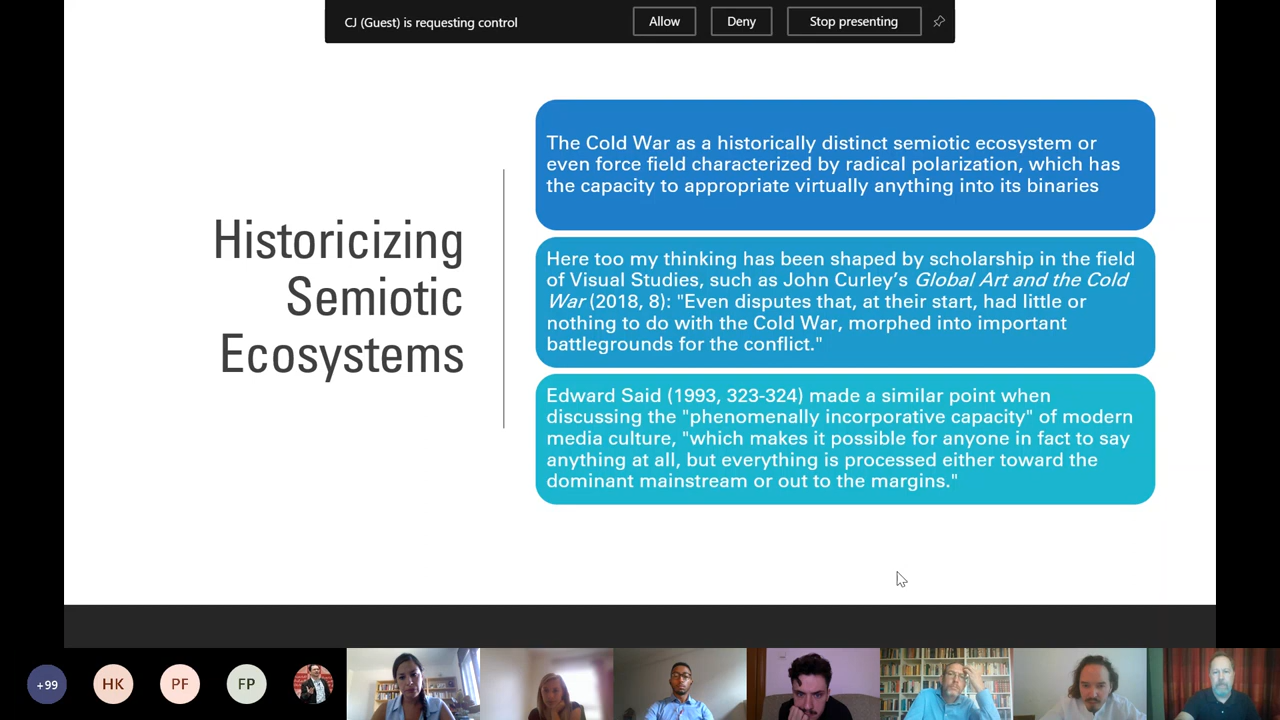 CJ (Guest) is requesting control
Allow
Deny
Stop presenting
Historicizing
Semiotic
Ecosystems
The Cold War as a historically distinct semiotic ecosystem or
even force field characterized by radical polarization, which has
the capacity to appropriate virtually anything into its binaries
Here too my thinking has been shaped by scholarship in the field
of Visual Studies, such as John Curley's Global Art and the Cold
War (2018, 8): "Even disputes that, at their start, had little or
nothing to do with the Cold War, morphed into important
battlegrounds for the conflict."
Edward Said (1993, 323-324) made a similar point when
discussing the "phenomenally incorporative capacity" of modern
media culture, "which makes it possible for anyone in fact to say
anything at all, but everything is processed either toward the
dominant mainstream or out to the margins."
+99
HK
PF
FP